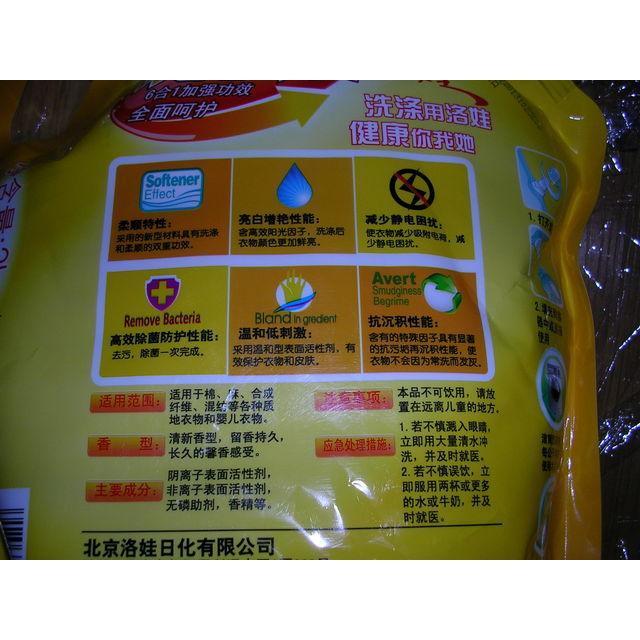 6合1加强功效
全面呵护
洗涤用洛娃
健康你我她
Softener
Effect
柔顺特性：
采用的新型材料具有洗涤
和柔顺的双重功效。
亮白增艳性能：
含高效阳光因子，洗涤后
衣物颜色更加鲜亮。
减少静电困扰：
使衣物减少吸附电荷，减
少静电困扰。
Remove Bacteria
高效除菌防护性能：
去污，除菌一次完成。
Bland in gredient
温和低刺激：
采用温和型表面活性剂，有
效保护衣物和皮肤。
Avert
Smudginess
Begrime
抗沉积性能：
含有的特殊因子具有显著
的抗污垢再沉积性能，使
衣物不会因为常洗而发灰。
适用范围：
适用于棉、麻、合成
纤维、混纺等各种质
地衣物和婴儿衣物。
香 型：
清新香型，留香持久，
长久的馨香感受。
主要成分：
阴离子表面活性剂，
非离子表面活性剂，
无磷助剂，香精等。
事项：
本品不可饮用，请放
置在远离儿童的地方。
应急处理措施：
1. 若不慎溅入眼睛，
立即用大量清水冲
洗，并及时就医。
2. 若不慎误饮，立
即服用两杯或更多
的水或牛奶，并及
时就医。
北京洛娃日化有限公司
含量:
1. 打
2.
使用